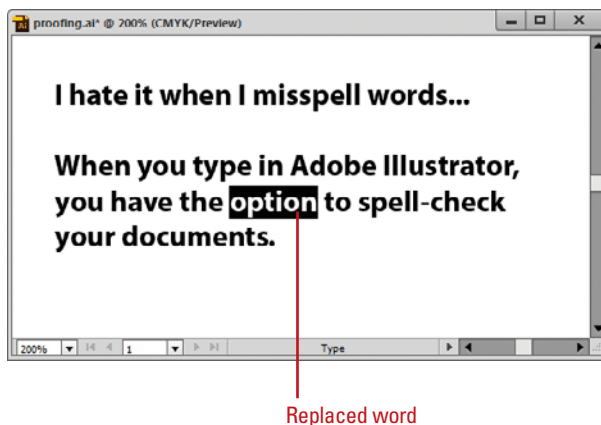 Ai proofing.ai* @ 200% (CMYK/Preview)
I hate it when I misspell words...
When you type in Adobe Illustrator,
you have the option to spell-check
your documents.
200% 1 Type
Replaced word